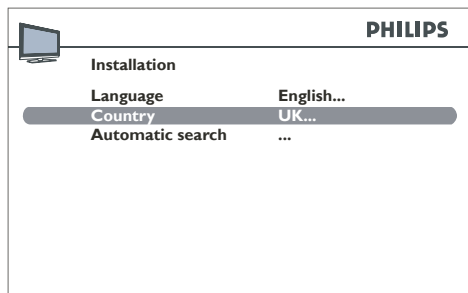 PHILIPS
Installation
Language English...
Country UK...
Automatic search ...